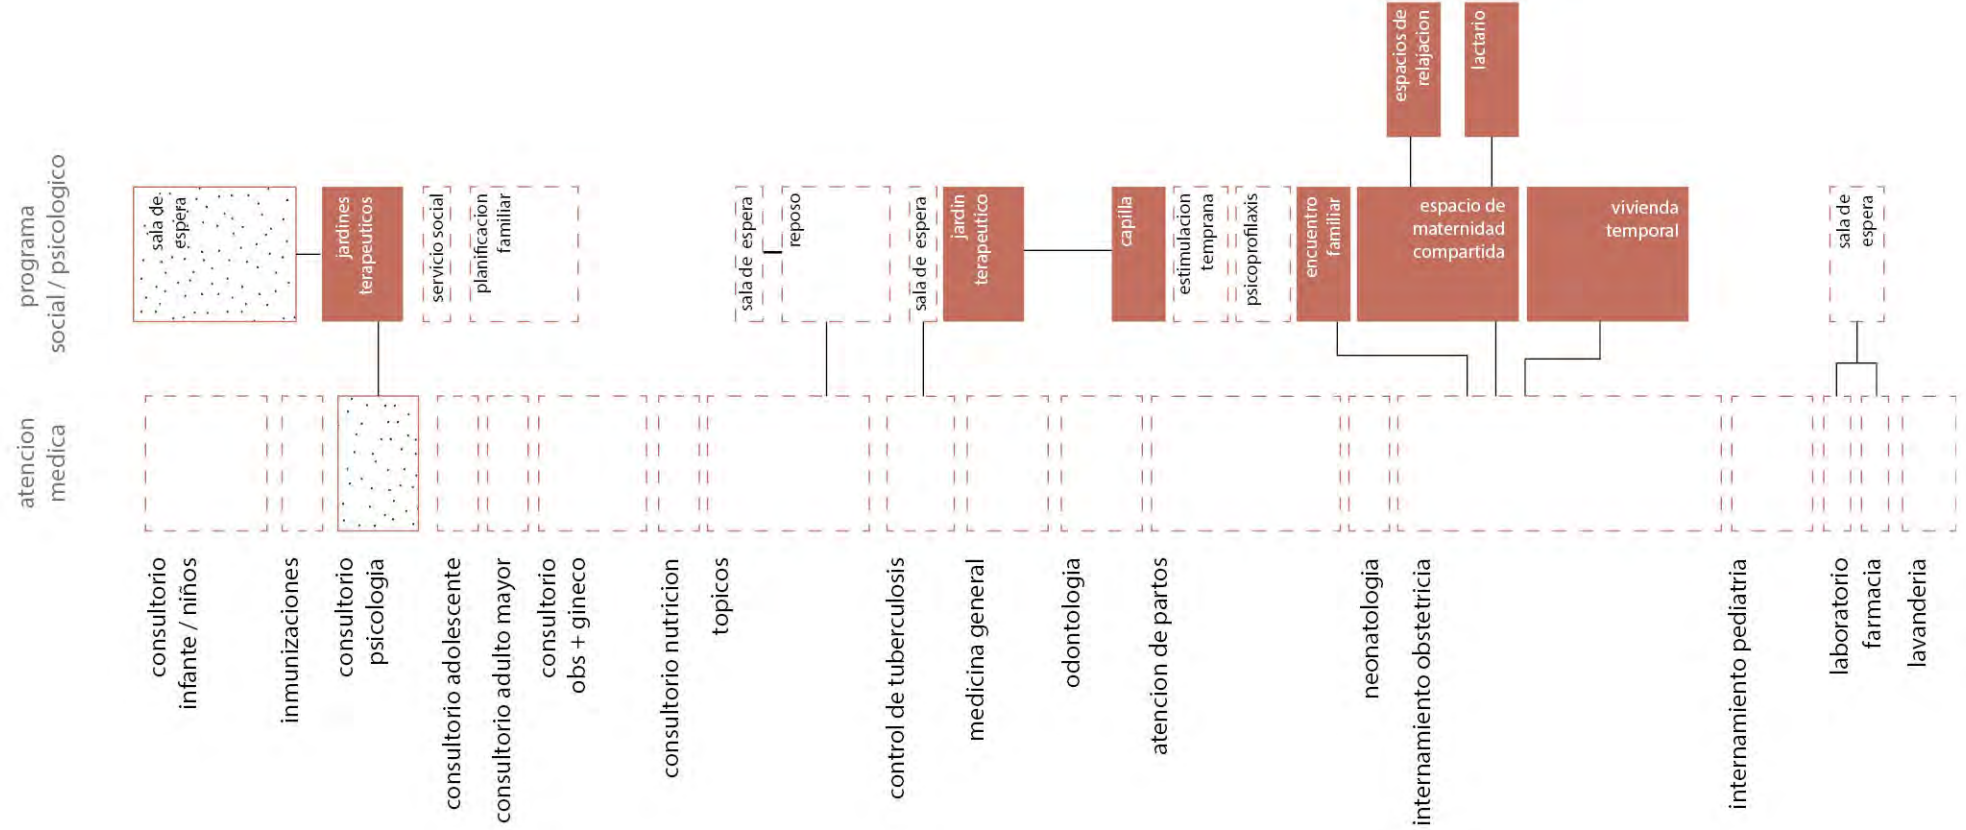 espacios de
relajacion
lactario
programa
social / psicologico
sala de
espera
jardines
terapeuticos
servicio social
planificacion
familiar
sala de espera
reposo
sala de espera
jardin
terapeutico
capilla
estimulacion
temprana
psicoprofilaxis
encuentro
familiar
espacio de
maternidad
compartida
vivienda
temporal
sala de
espera
atencion
medica
consultorio
infante / niños
inmunizaciones
consultorio
psicologia
consultorio adolescente
consultorio adulto mayor
consultorio
obs + gineco
consultorio nutricion
topicos
control de tuberculosis
medicina general
odontologia
atencion de partos
neonatologia
internamiento obstetricia
internamiento pediatria
laboratorio
farmacia
lavanderia